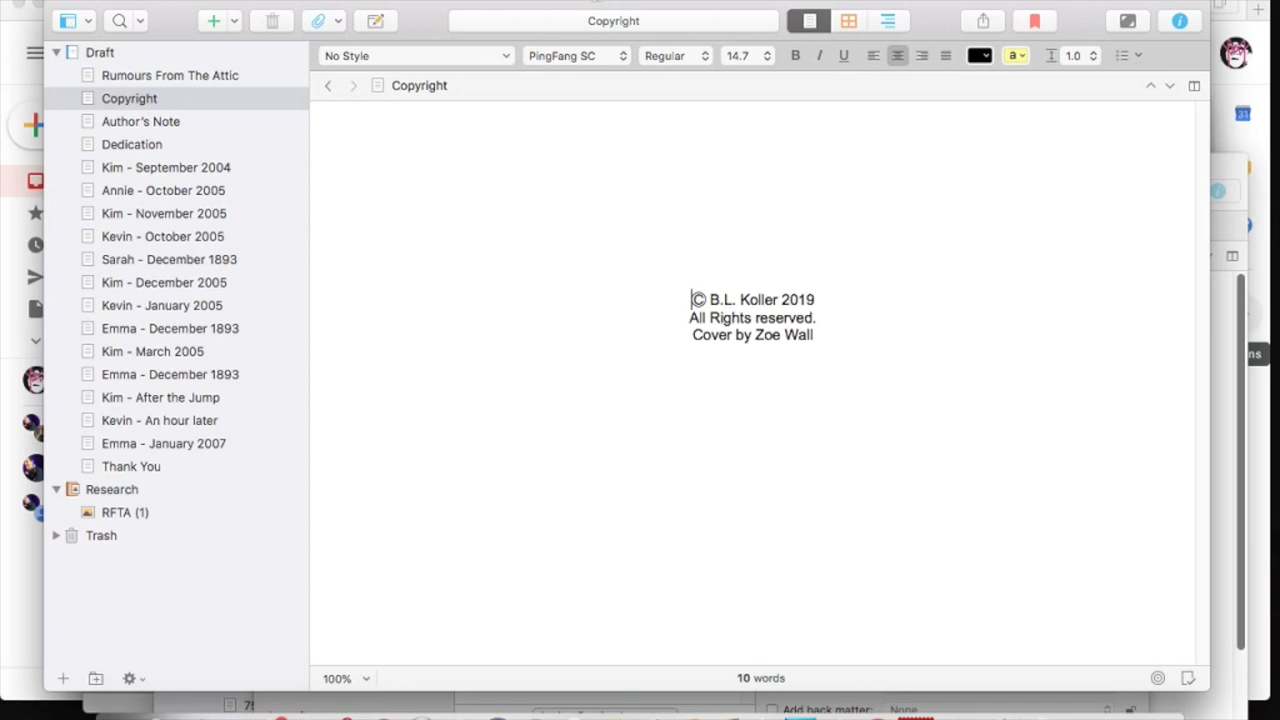 Copyright
Draft
Rumours From The Attic
Copyright
Author's Note
Dedication
Kim - September 2004
Annie - October 2005
Kim - November 2005
Kevin - October 2005
Sarah - December 1893
Kim - December 2005
Kevin - January 2005
Emma - December 1893
Kim - March 2005
Emma - December 1893
Kim - After the Jump
Kevin - An hour later
Emma - January 2007
Thank You
Research
RFTA (1)
Trash
No Style PingFang SC Regular 14.7 B I U a 1.0
Copyright
© B.L. Koller 2019
All Rights reserved.
Cover by Zoe Wall
100% 10 words
31
ns
Add back matter: None